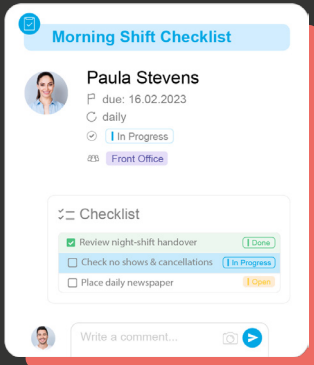 Morning Shift Checklist
Paula Stevens
due: 16.02.2023
daily
In Progress
Front Office
Checklist
Review night-shift handover Done
Check no shows & cancellations In Progress
Place daily newspaper Open
Write a comment...